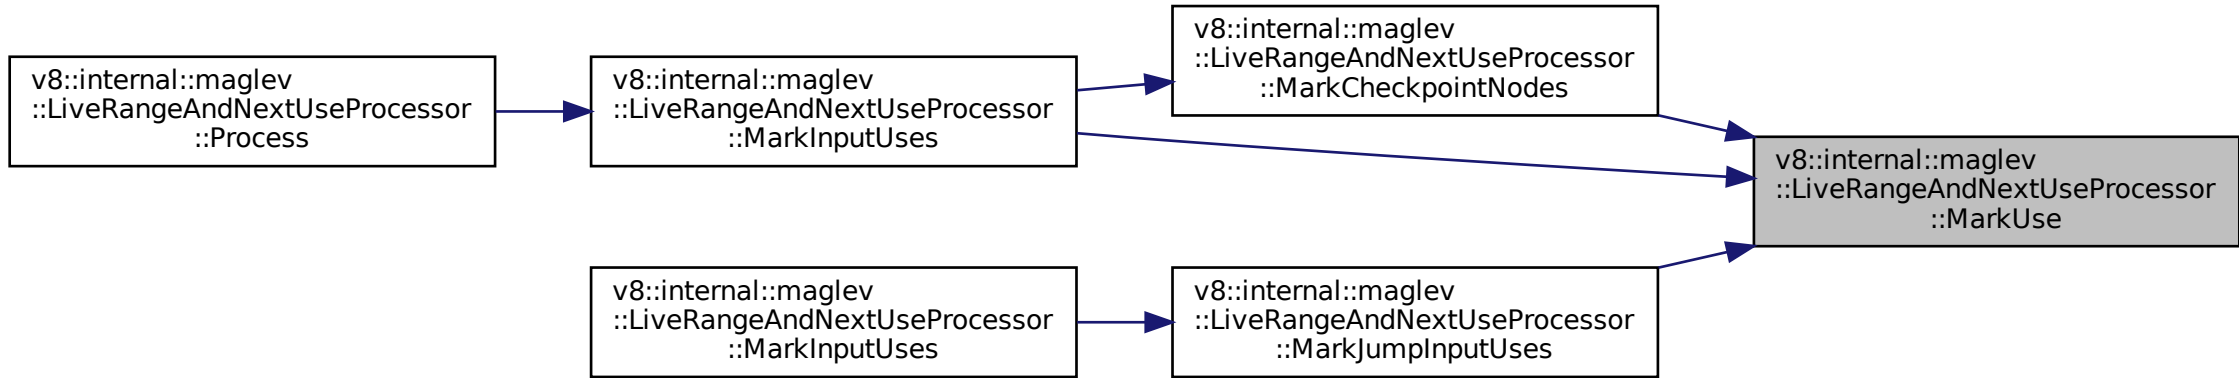 v8::internal::maglev
::LiveRangeAndNextUseProcessor
::Process
v8::internal::maglev
::LiveRangeAndNextUseProcessor
::MarkInputUses
v8::internal::maglev
::LiveRangeAndNextUseProcessor
::MarkCheckpointNodes
v8::internal::maglev
::LiveRangeAndNextUseProcessor
::MarkUse
v8::internal::maglev
::LiveRangeAndNextUseProcessor
::MarkInputUses
v8::internal::maglev
::LiveRangeAndNextUseProcessor
::MarkJumpInputUses